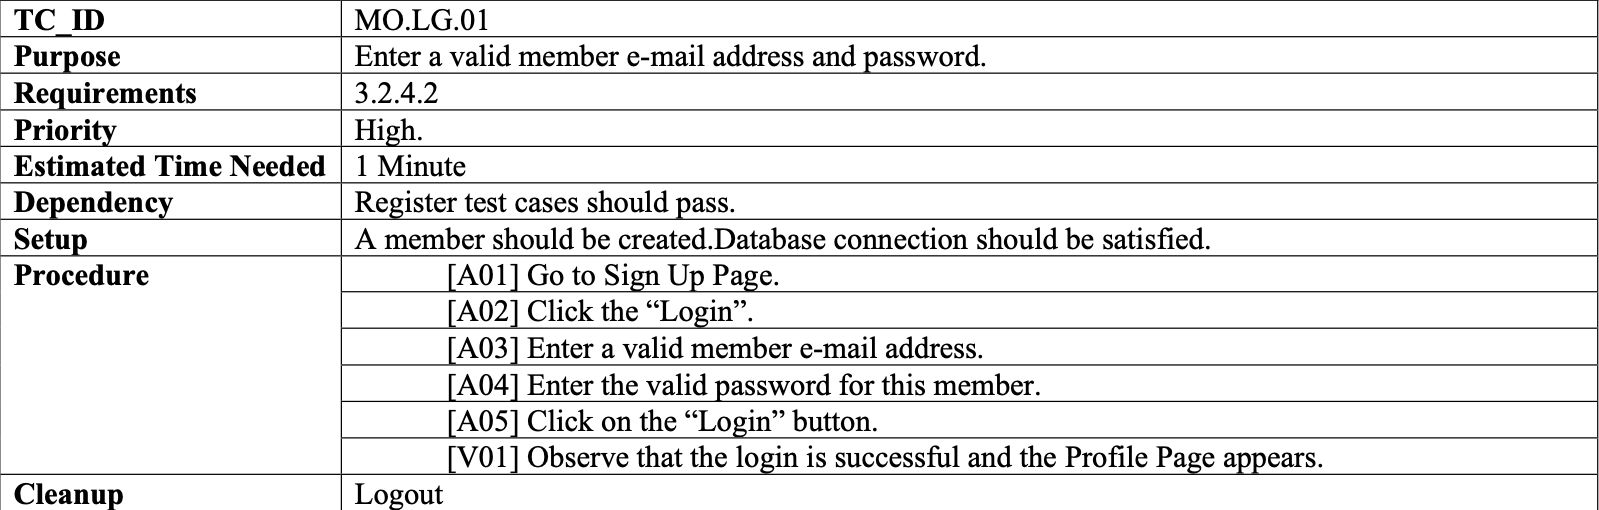 TC_ID MO.LG.01
Purpose Enter a valid member e-mail address and password.
Requirements 3.2.4.2
Priority High.
Estimated Time Needed 1 Minute
Dependency Register test cases should pass.
Setup A member should be created.Database connection should be satisfied.
Procedure [A01] Go to Sign Up Page.
[A02] Click the “Login”.
[A03] Enter a valid member e-mail address.
[A04] Enter the valid password for this member.
[A05] Click on the “Login” button.
[V01] Observe that the login is successful and the Profile Page appears.
Cleanup Logout